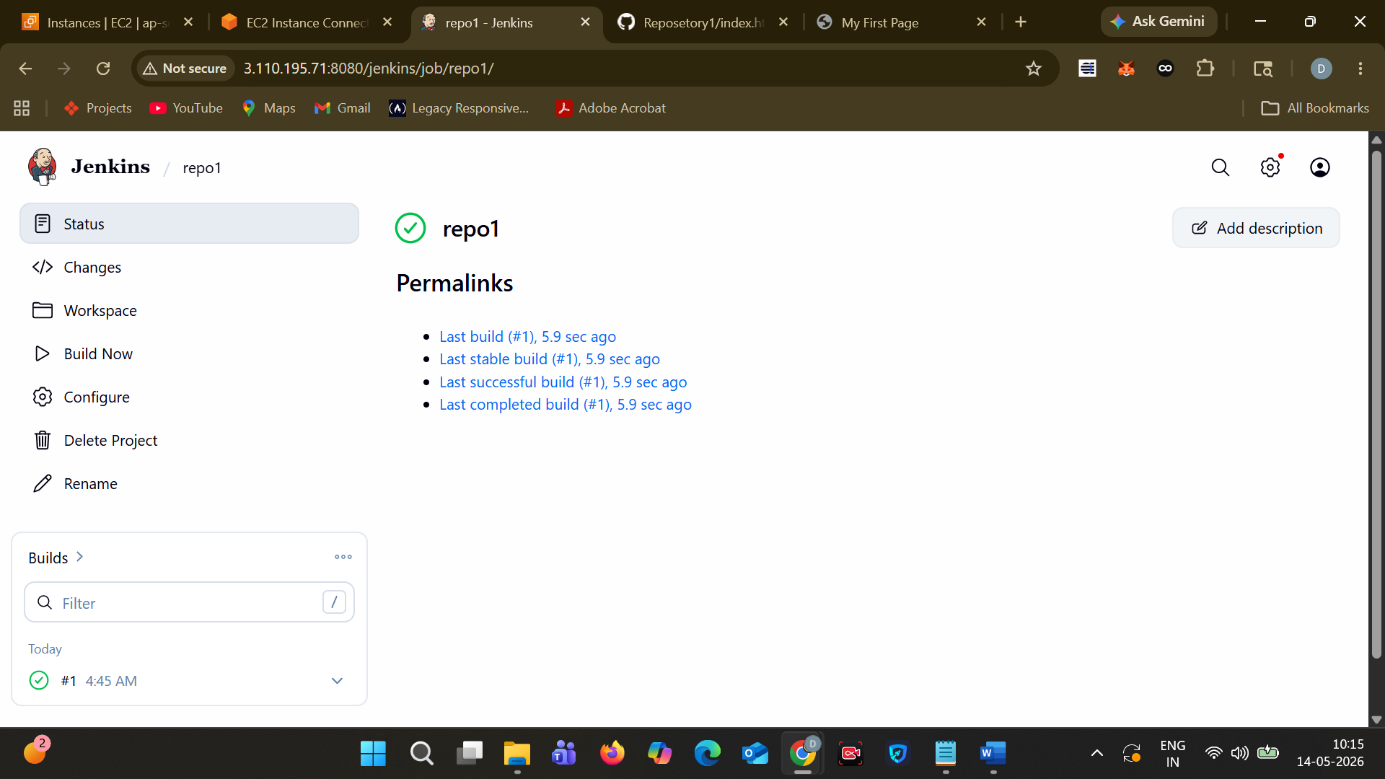 Instances | EC2 | ap-s
EC2 Instance Connect
repo1 - Jenkins
Reposetory1/index.ht
My First Page
Ask Gemini
Not secure
3.110.195.71:8080/jenkins/job/repo1/
D
Projects
YouTube
Maps
Gmail
Legacy Responsive...
Adobe Acrobat
All Bookmarks
Jenkins / repo1
Status
Changes
Workspace
Build Now
Configure
Delete Project
Rename
repo1
Add description
Permalinks
Last build (#1), 5.9 sec ago
Last stable build (#1), 5.9 sec ago
Last successful build (#1), 5.9 sec ago
Last completed build (#1), 5.9 sec ago
Builds
Filter
/
Today
#1 4:45 AM
2
D
ENG
IN
10:15
14-05-2026